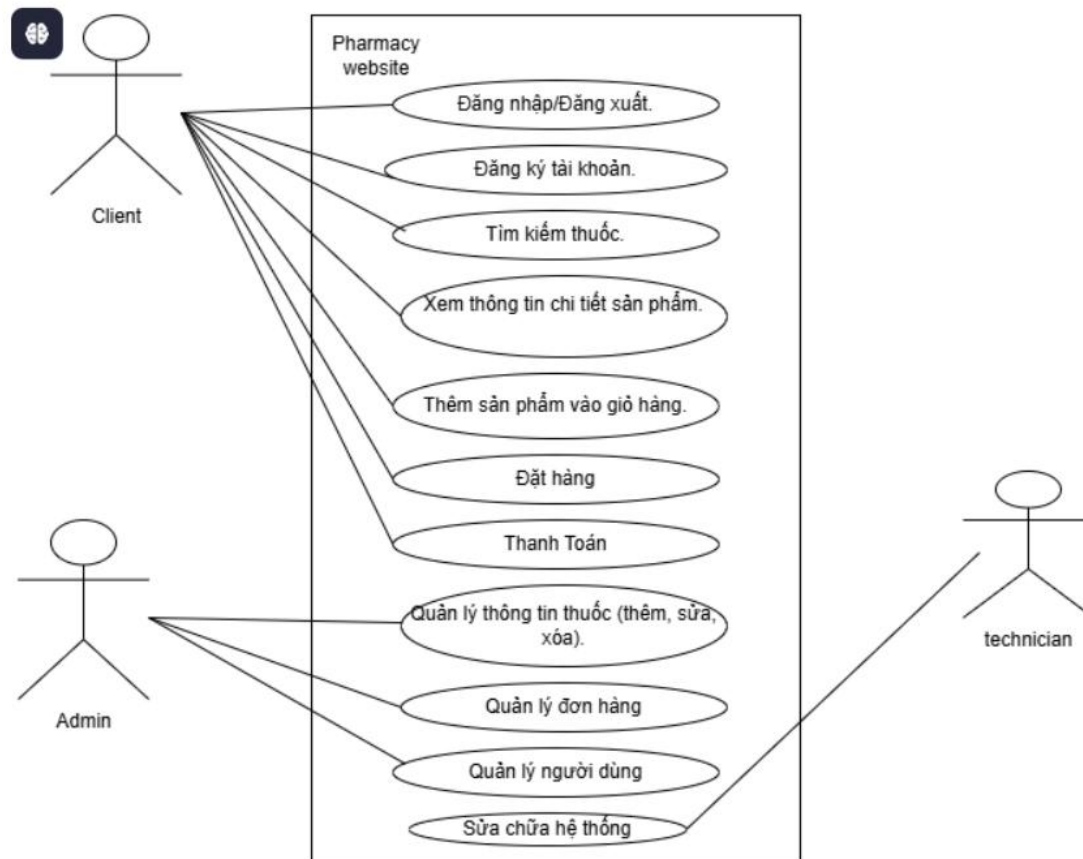 Pharmacy
website
Đăng nhập/Đăng xuất.
Đăng ký tài khoản.
Tìm kiếm thuốc.
Client
Xem thông tin chi tiết sản phẩm.
Thêm sản phẩm vào giỏ hàng.
Đặt hàng
Thanh Toán
Quản lý thông tin thuốc (thêm, sửa,
xóa).
technician
Quản lý đơn hàng
Admin
Quản lý người dùng
Sửa chữa hệ thống